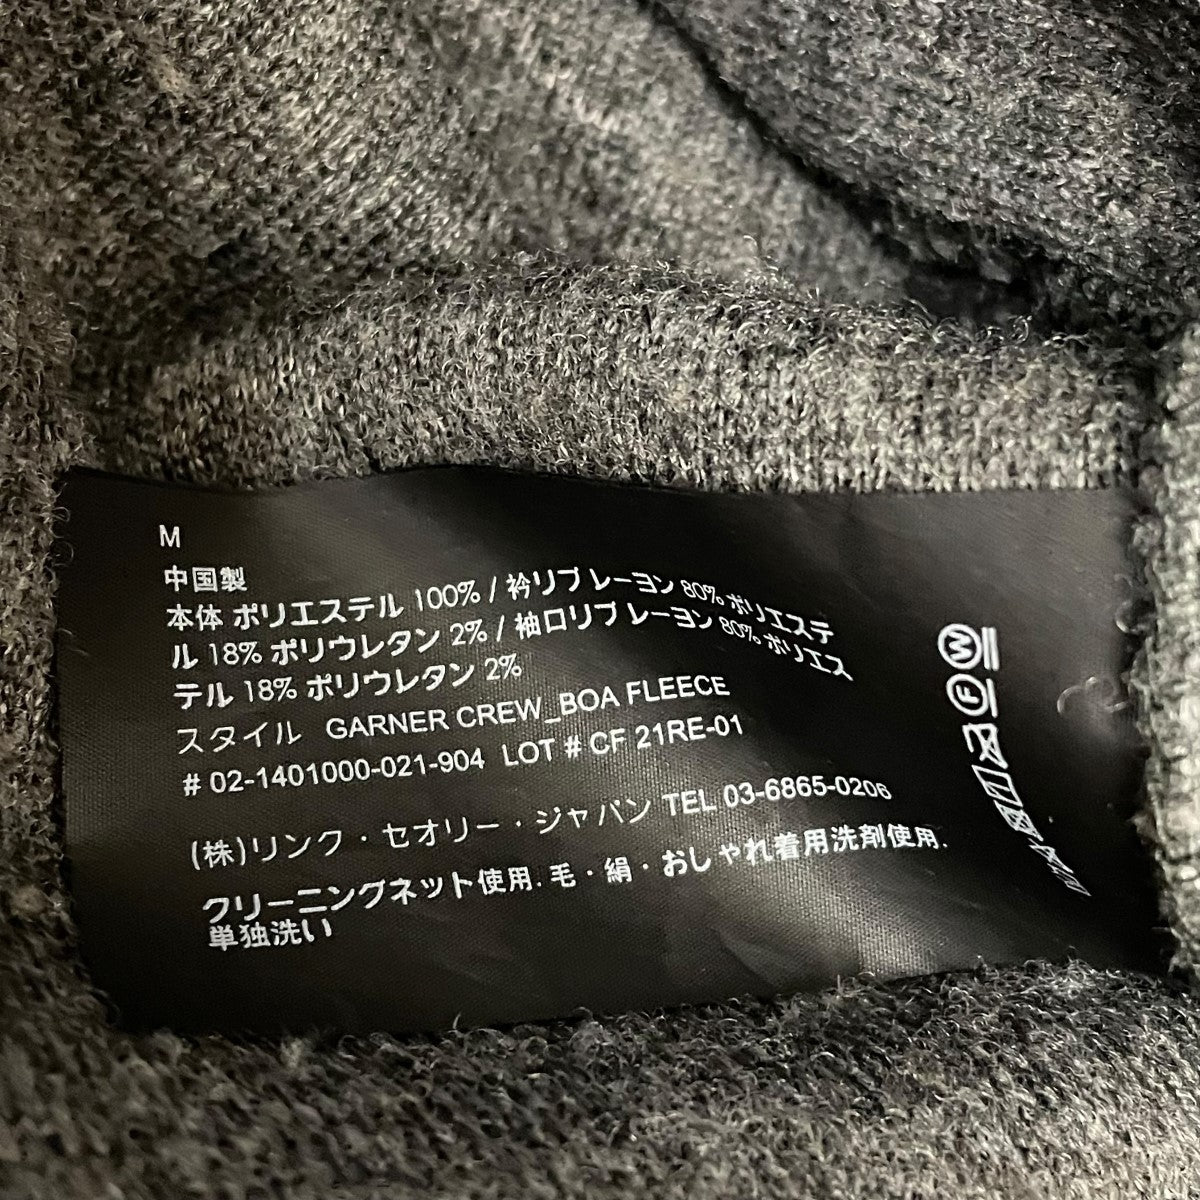 M
中国製
本体 ポリエステル 100% / 衿リブ レーヨン 80% ポリエステ
ル 18% ポリウレタン 2% / 袖口リブ レーヨン 80% ポリエス
テル 18% ポリウレタン 2%
スタイル GARNER CREW_BOA FLEECE
# 02-1401000-021-904 LOT # CF 21RE-01
(株)リンク・セオリー・ジャパン TEL 03-6865-0206
クリーニングネット使用. 毛・絹・おしゃれ着用洗剤使用.
単独洗い
W
F